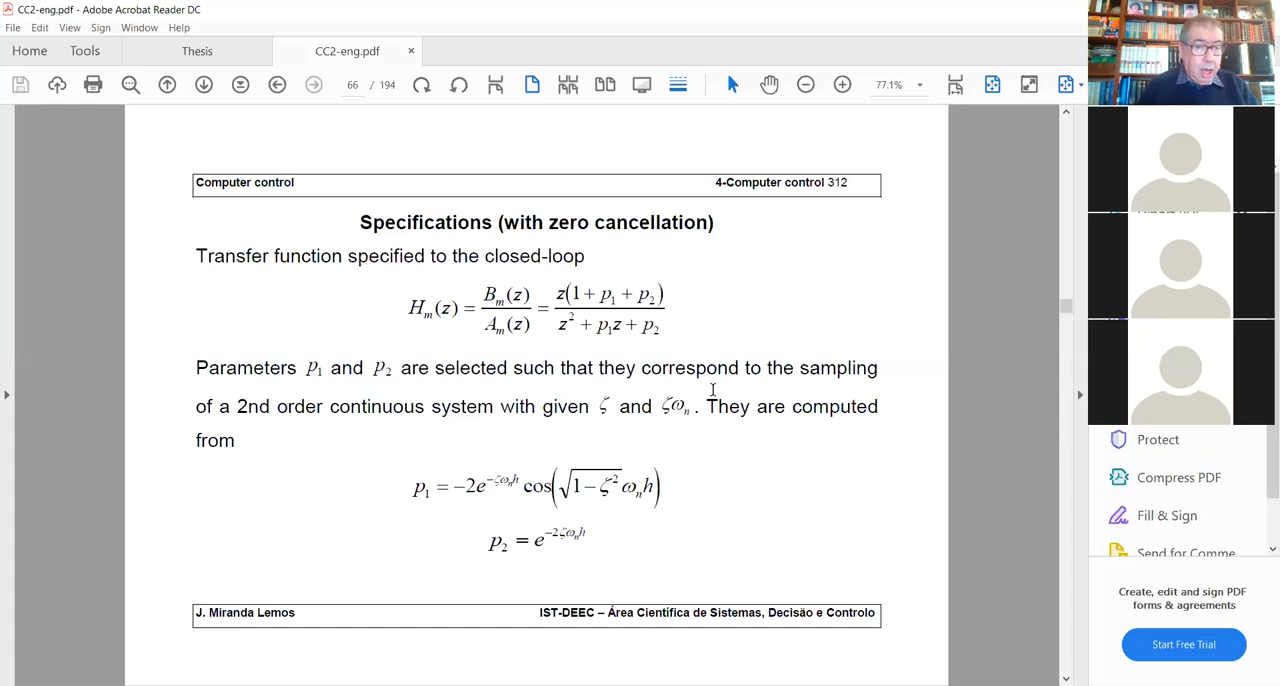 CC2-eng.pdf - Adobe Acrobat Reader DC
File Edit View Sign Window Help
Home Tools Thesis CC2-eng.pdf ×
66 / 194 77.1%
Computer control 4-Computer control 312
Specifications (with zero cancellation)
Transfer function specified to the closed-loop
H_m(z) = B_m(z)/A_m(z) = z(1 + p_1 + p_2)/(z^2 + p_1z + p_2)
Parameters p_1 and p_2 are selected such that they correspond to the sampling
of a 2nd order continuous system with given ζ and ζω_n . They are computed
from
p_1 = −2e^{−ζω_nh} cos(√(1 − ζ^2) ω_nh)
p_2 = e^{−2ζω_nh}
J. Miranda Lemos IST-DEEC – Área Científica de Sistemas, Decisão e Controlo
Protect
Compress PDF
Fill & Sign
Send for Comme
Create, edit and sign PDF
forms & agreements
Start Free Trial